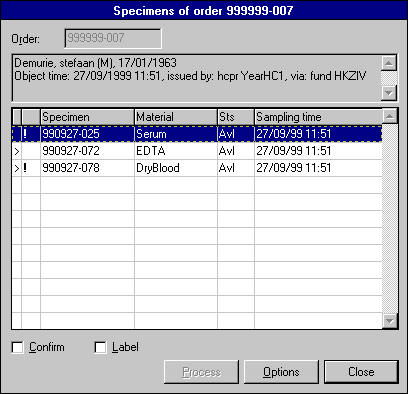 Specimens of order 999999-007
Order: 999999-007
Demurie, stefaan (M), 17/01/1963
Object time: 27/09/1999 11:51, issued by: hcpr YearHC1, via: fund HKZIV
Specimen Material Sts Sampling time
! 990927-025 Serum Avl 27/09/99 11:51
> 990927-072 EDTA Avl 27/09/99 11:51
> ! 990927-078 DryBlood Avl 27/09/99 11:51
Confirm Label
Process Options Close